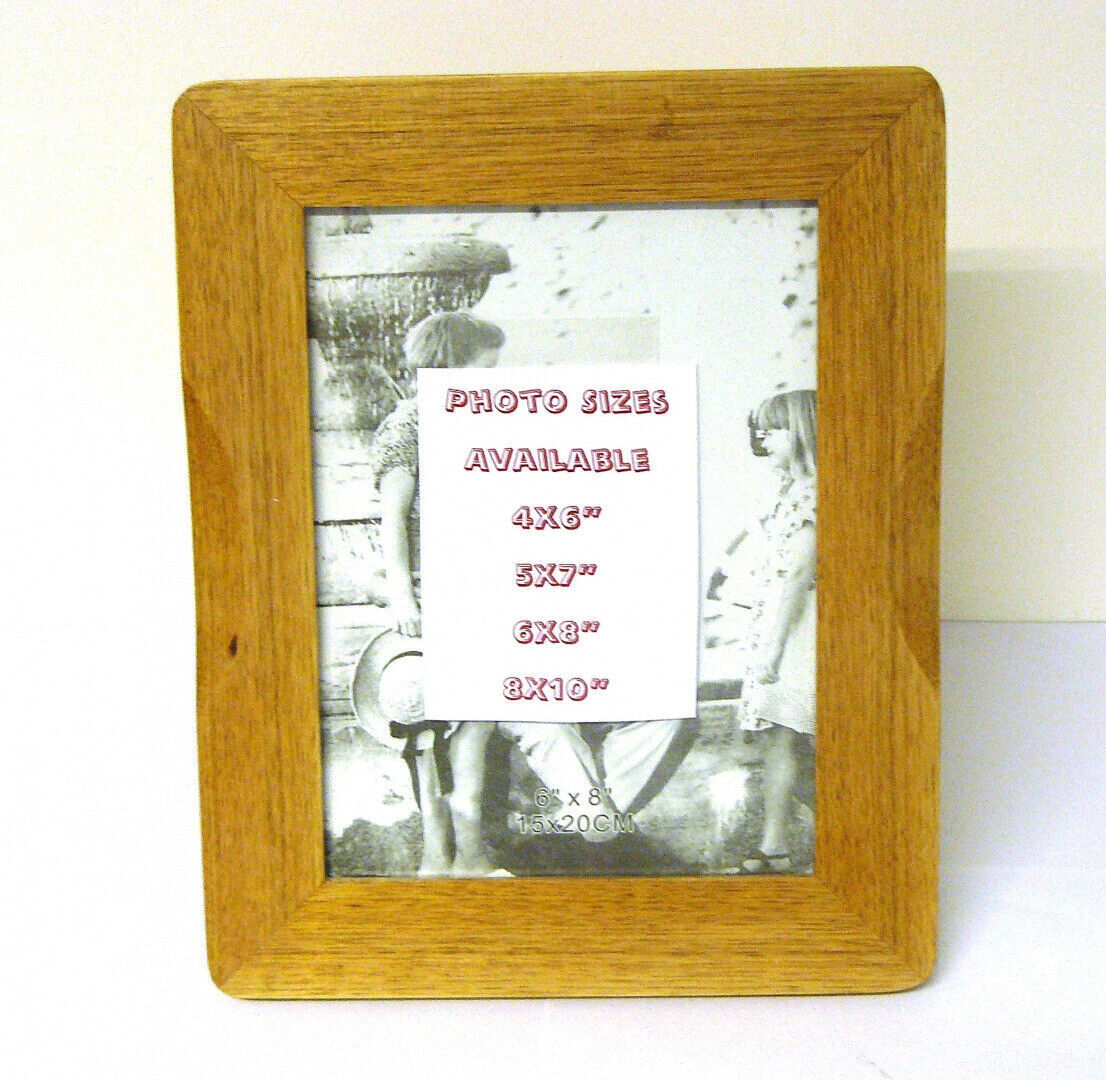 PHOTO SIZES
AVAILABLE
4X6"
5X7"
6X8"
8X10"
6" x 8"
15x20CM